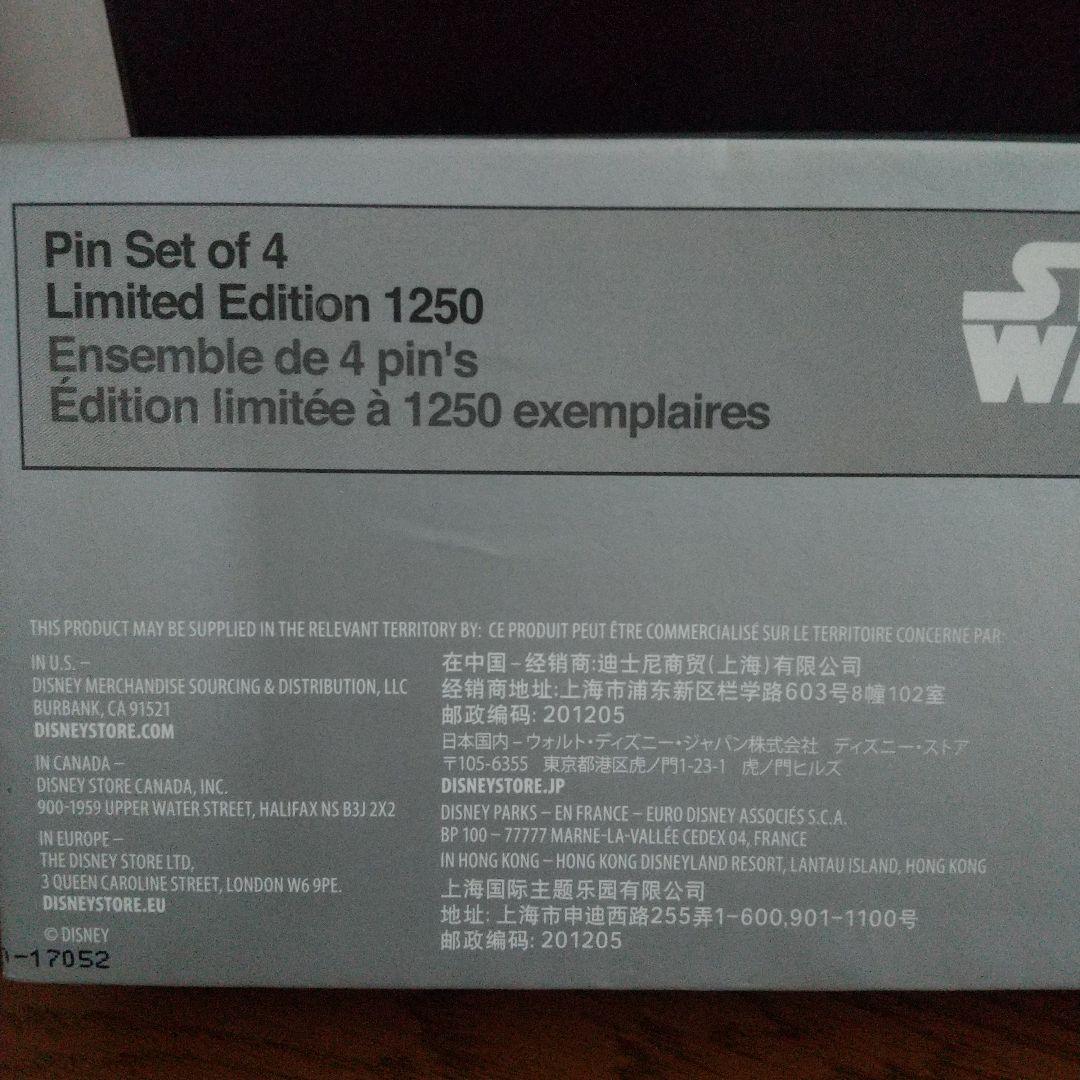 Pin Set of 4
Limited Edition 1250
Ensemble de 4 pin's
Édition limitée à 1250 exemplaires
THIS PRODUCT MAY BE SUPPLIED IN THE RELEVANT TERRITORY BY: CE PRODUIT PEUT ÊTRE COMMERCIALISÉ SUR LE TERRITOIRE CONCERNE PAR:
IN U.S. –
DISNEY MERCHANDISE SOURCING & DISTRIBUTION, LLC
BURBANK, CA 91521
DISNEYSTORE.COM
IN CANADA –
DISNEY STORE CANADA, INC.
900-1959 UPPER WATER STREET, HALIFAX NS B3J 2X2
IN EUROPE –
THE DISNEY STORE LTD,
3 QUEEN CAROLINE STREET, LONDON W6 9PE.
DISNEYSTORE.EU
© DISNEY
-17052
在中国–经销商:迪士尼商贸(上海)有限公司
经销商地址:上海市浦东新区栏学路603号8幢102室
邮政编码: 201205
日本国内 – ウォルト・ディズニー・ジャパン株式会社 ディズニー・ストア
〒105-6355 東京都港区虎ノ門1-23-1 虎ノ門ヒルズ
DISNEYSTORE.JP
DISNEY PARKS – EN FRANCE – EURO DISNEY ASSOCIÉS S.C.A.
BP 100 – 77777 MARNE-LA-VALLÉE CEDEX 04, FRANCE
IN HONG KONG – HONG KONG DISNEYLAND RESORT, LANTAU ISLAND, HONG KONG
上海国际主题乐园有限公司
地址: 上海市申迪西路255弄1-600,901-1100号
邮政编码: 201205